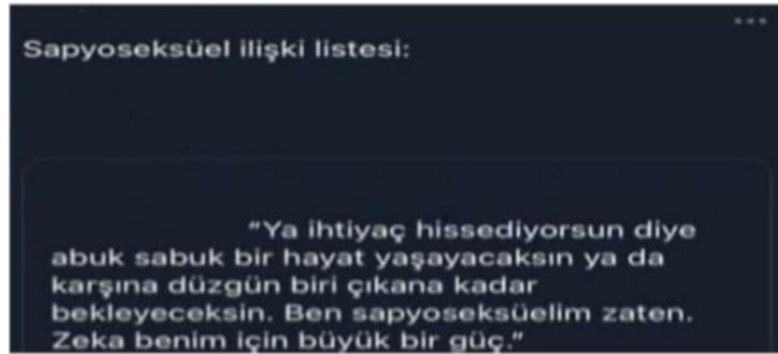 Sapyoseksüel ilişki listesi:
"Ya ihtiyaç hissediyorsun diye
abuk sabuk bir hayat yaşayacaksın ya da
karşına düzgün biri çıkana kadar
bekleyeceksin. Ben sapyoseksüelim zaten.
Zeka benim için büyük bir güç."